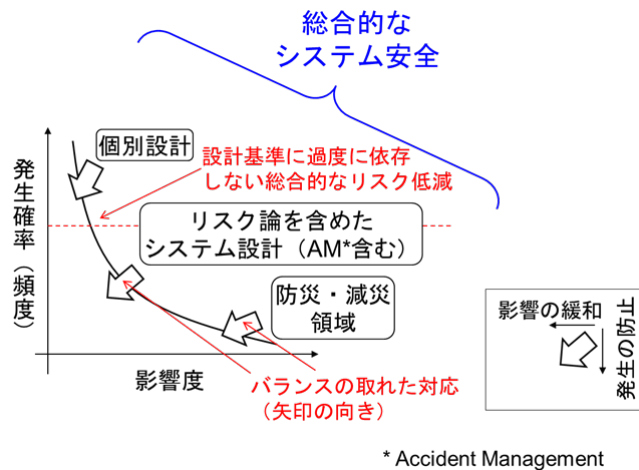 総合的な
システム安全
個別設計
設計基準に過度に依存
しない総合的なリスク低減
発生確率（頻度）
リスク論を含めた
システム設計（AM*含む）
防災・減災
領域
影響度
バランスの取れた対応
（矢印の向き）
影響の緩和
発生の防止
* Accident Management